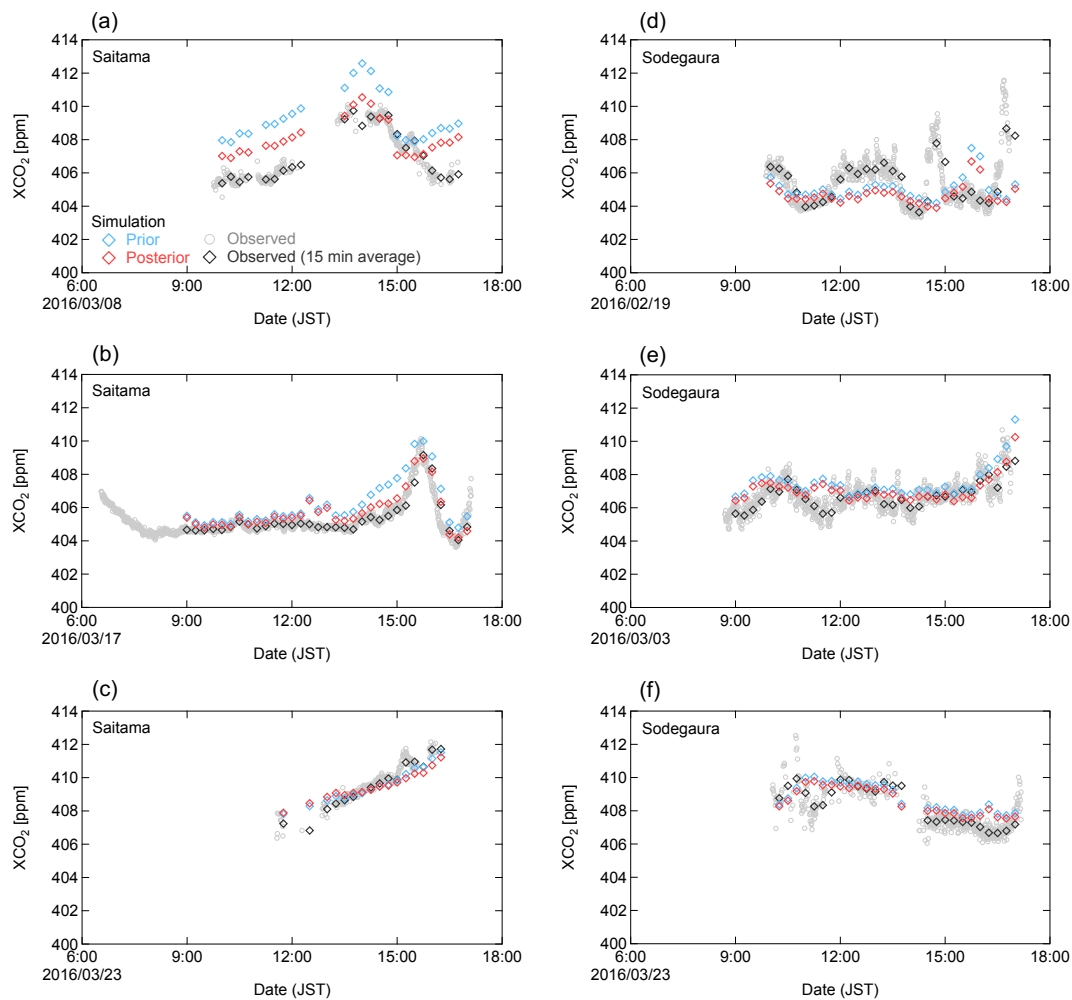 (a)
414
412
410
408
406
404
402
400
XCO2 [ppm]
Saitama
Simulation
Prior
Posterior
Observed
Observed (15 min average)
6:00
9:00
12:00
15:00
18:00
2016/03/08
Date (JST)
(d)
414
412
410
408
406
404
402
400
XCO2 [ppm]
Sodegaura
6:00
9:00
12:00
15:00
18:00
2016/02/19
Date (JST)
(b)
414
412
410
408
406
404
402
400
XCO2 [ppm]
Saitama
6:00
9:00
12:00
15:00
18:00
2016/03/17
Date (JST)
(e)
414
412
410
408
406
404
402
400
XCO2 [ppm]
Sodegaura
6:00
9:00
12:00
15:00
18:00
2016/03/03
Date (JST)
(c)
414
412
410
408
406
404
402
400
XCO2 [ppm]
Saitama
6:00
9:00
12:00
15:00
18:00
2016/03/23
Date (JST)
(f)
414
412
410
408
406
404
402
400
XCO2 [ppm]
Sodegaura
6:00
9:00
12:00
15:00
18:00
2016/03/23
Date (JST)